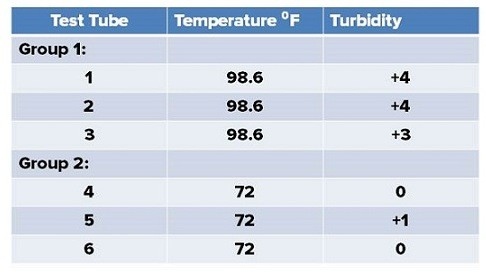 Test Tube Temperature ⁰F Turbidity
Group 1:
1 98.6 +4
2 98.6 +4
3 98.6 +3
Group 2:
4 72 0
5 72 +1
6 72 0